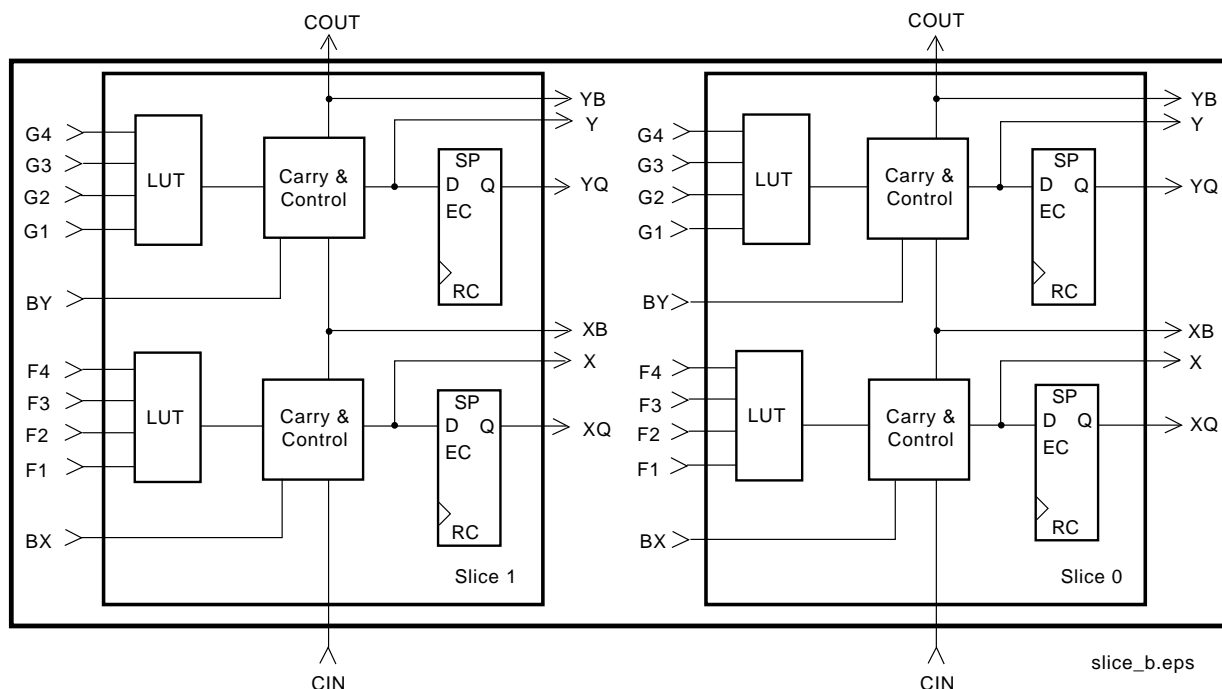 COUT
COUT
YB
Y
G4
G3
G2
G1
LUT
Carry &
Control
SP
D Q
EC
RC
YQ
BY
XB
X
F4
F3
F2
F1
LUT
Carry &
Control
SP
D Q
EC
RC
XQ
BX
Slice 1
CIN
YB
Y
G4
G3
G2
G1
LUT
Carry &
Control
SP
D Q
EC
RC
YQ
BY
XB
X
F4
F3
F2
F1
LUT
Carry &
Control
SP
D Q
EC
RC
XQ
BX
Slice 0
CIN
slice_b.eps